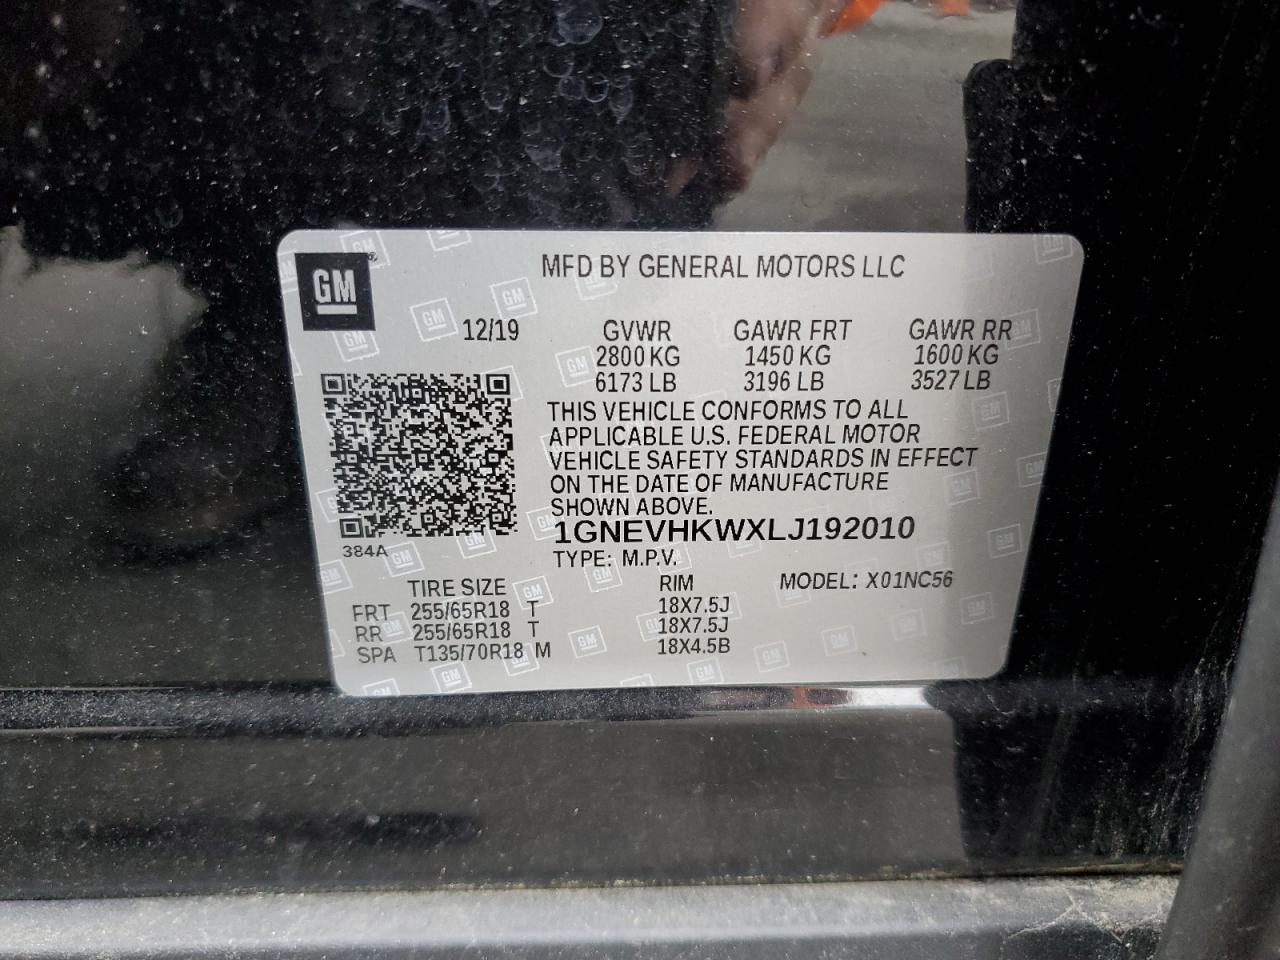 GM
MFD BY GENERAL MOTORS LLC
12/19 GVWR GAWR FRT GAWR RR
2800 KG 1450 KG 1600 KG
6173 LB 3196 LB 3527 LB
THIS VEHICLE CONFORMS TO ALL
APPLICABLE U.S. FEDERAL MOTOR
VEHICLE SAFETY STANDARDS IN EFFECT
ON THE DATE OF MANUFACTURE
SHOWN ABOVE.
1GNEVHKWXLJ192010
384A
TYPE: M.P.V.
TIRE SIZE RIM MODEL: X01NC56
FRT 255/65R18 T 18X7.5J
RR 255/65R18 T 18X7.5J
SPA T135/70R18 M 18X4.5B